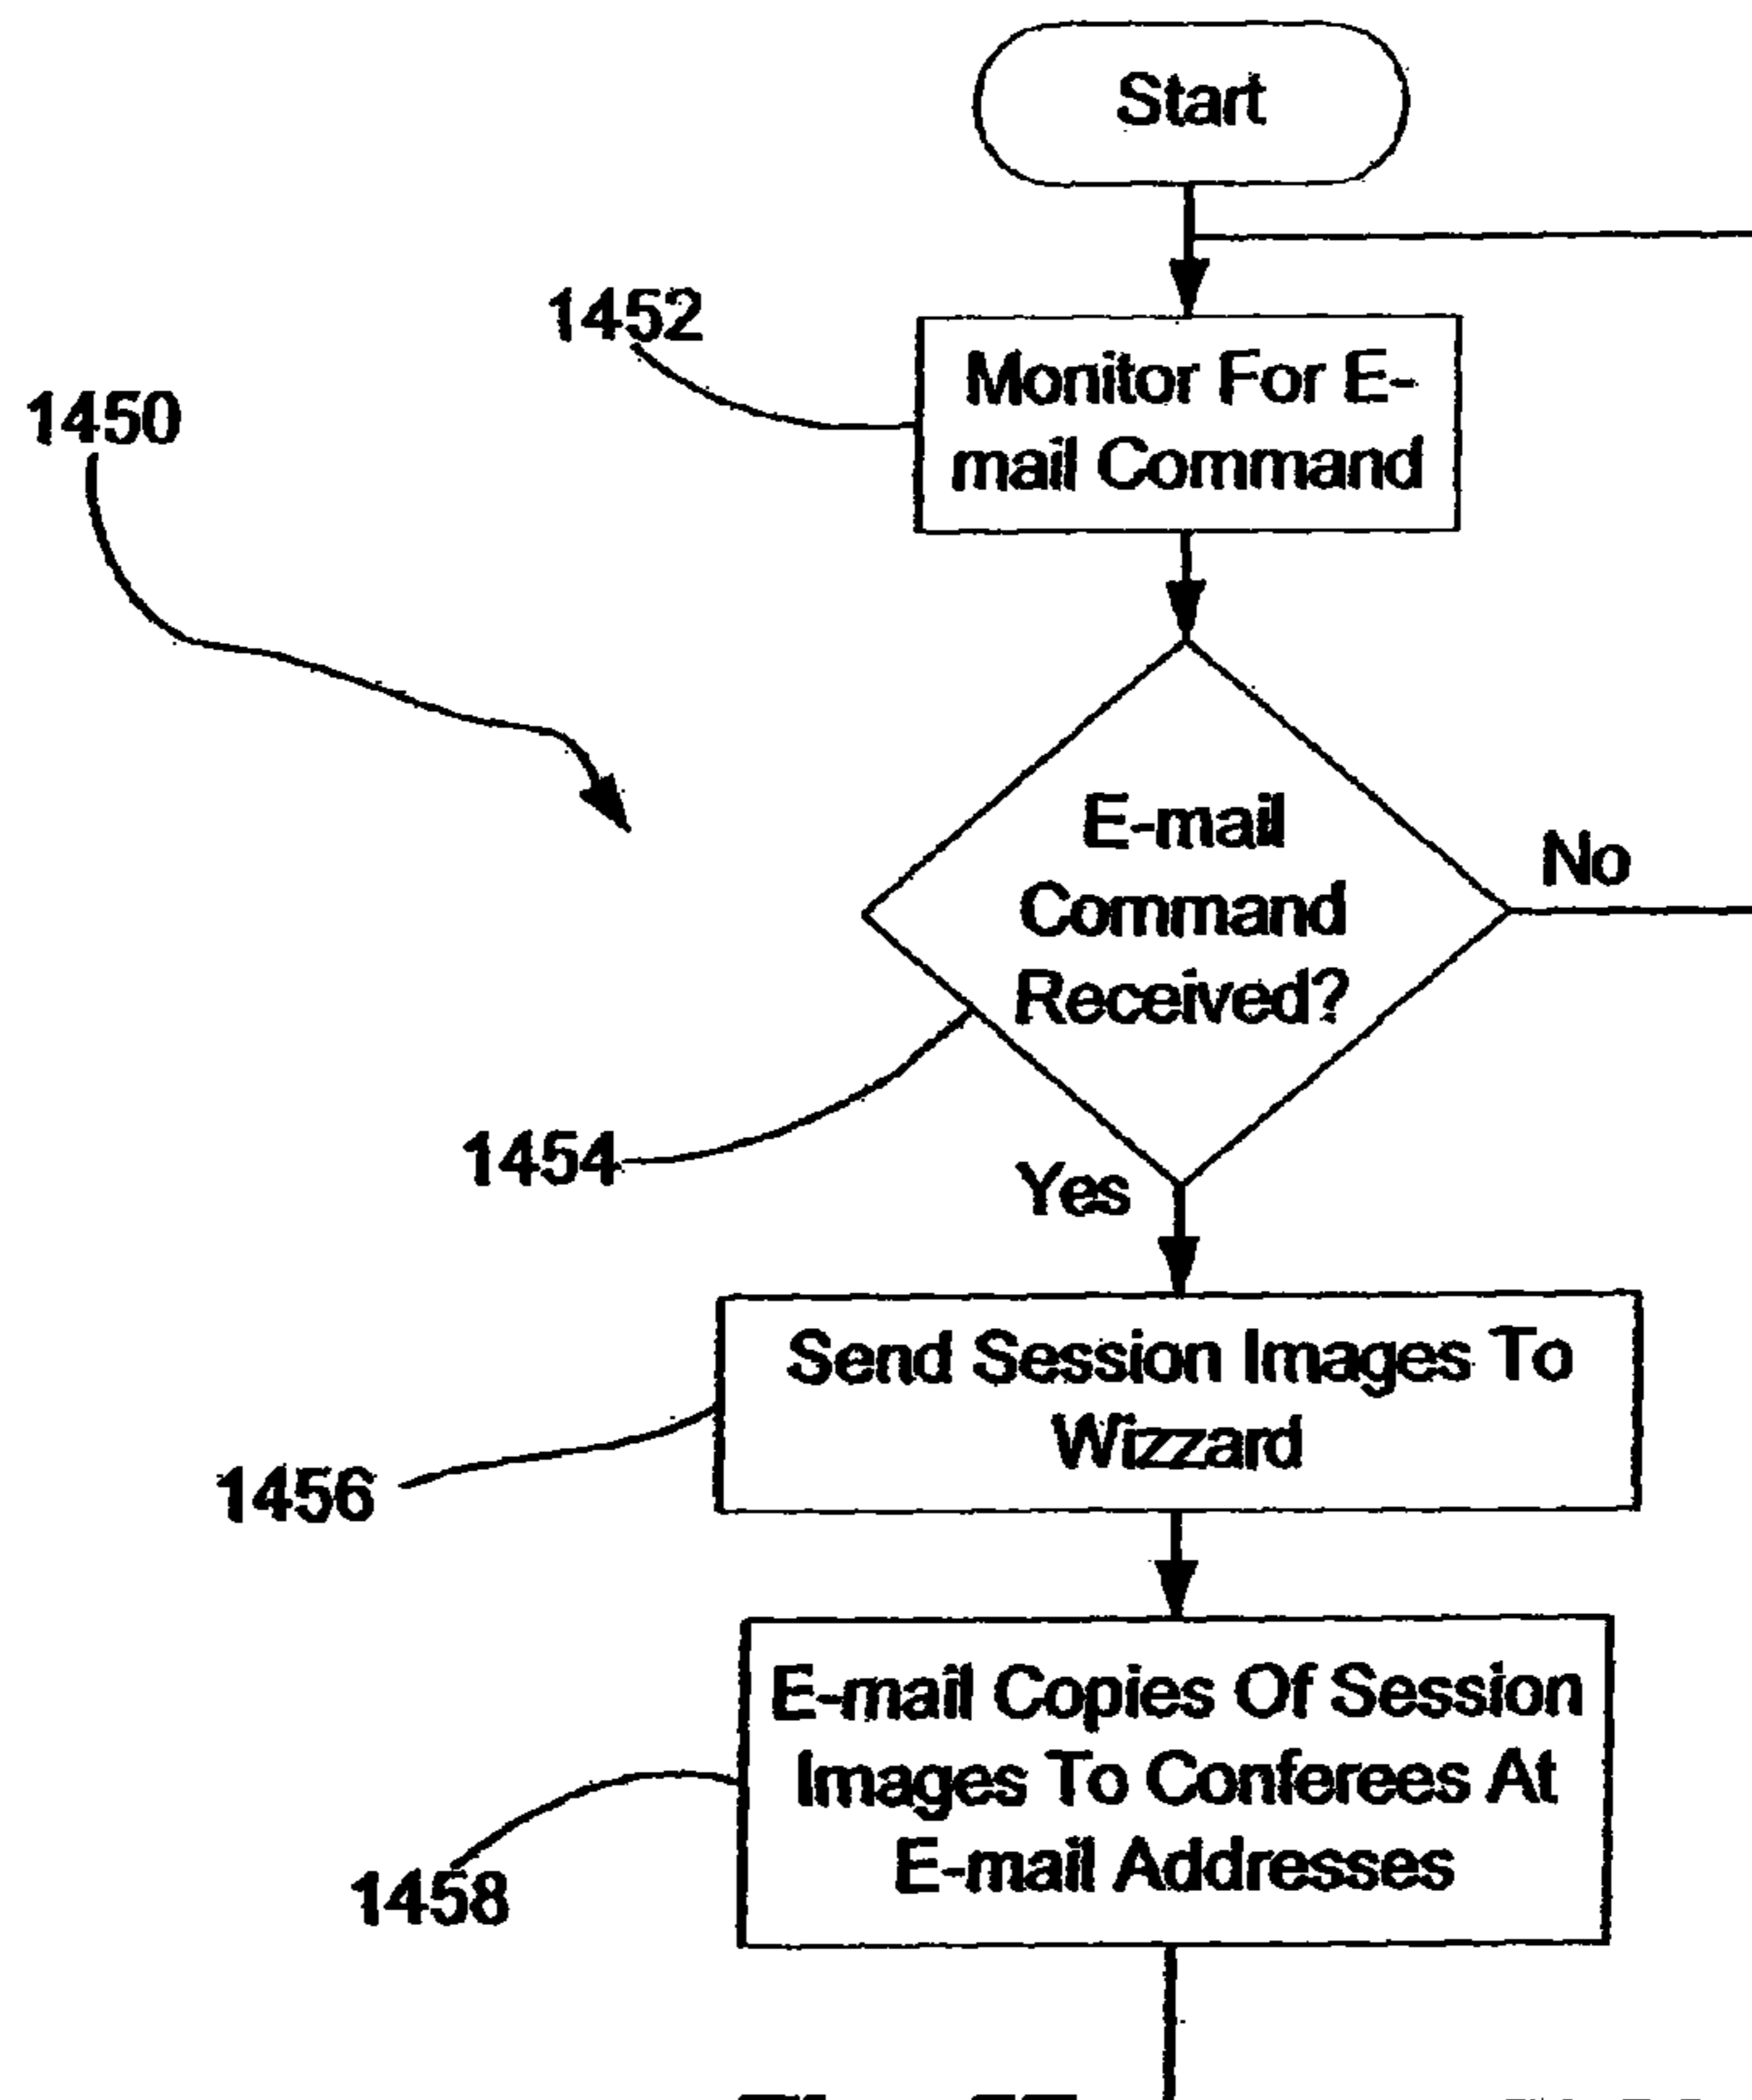 Start
1452
Monitor For E-
mail Command
1450
E-mail
Command
Received?
No
1454
Yes
Send Session Images To
Wizzard
1456
E-mail Copies Of Session
Images To Conferees At
E-mail Addresses
1458